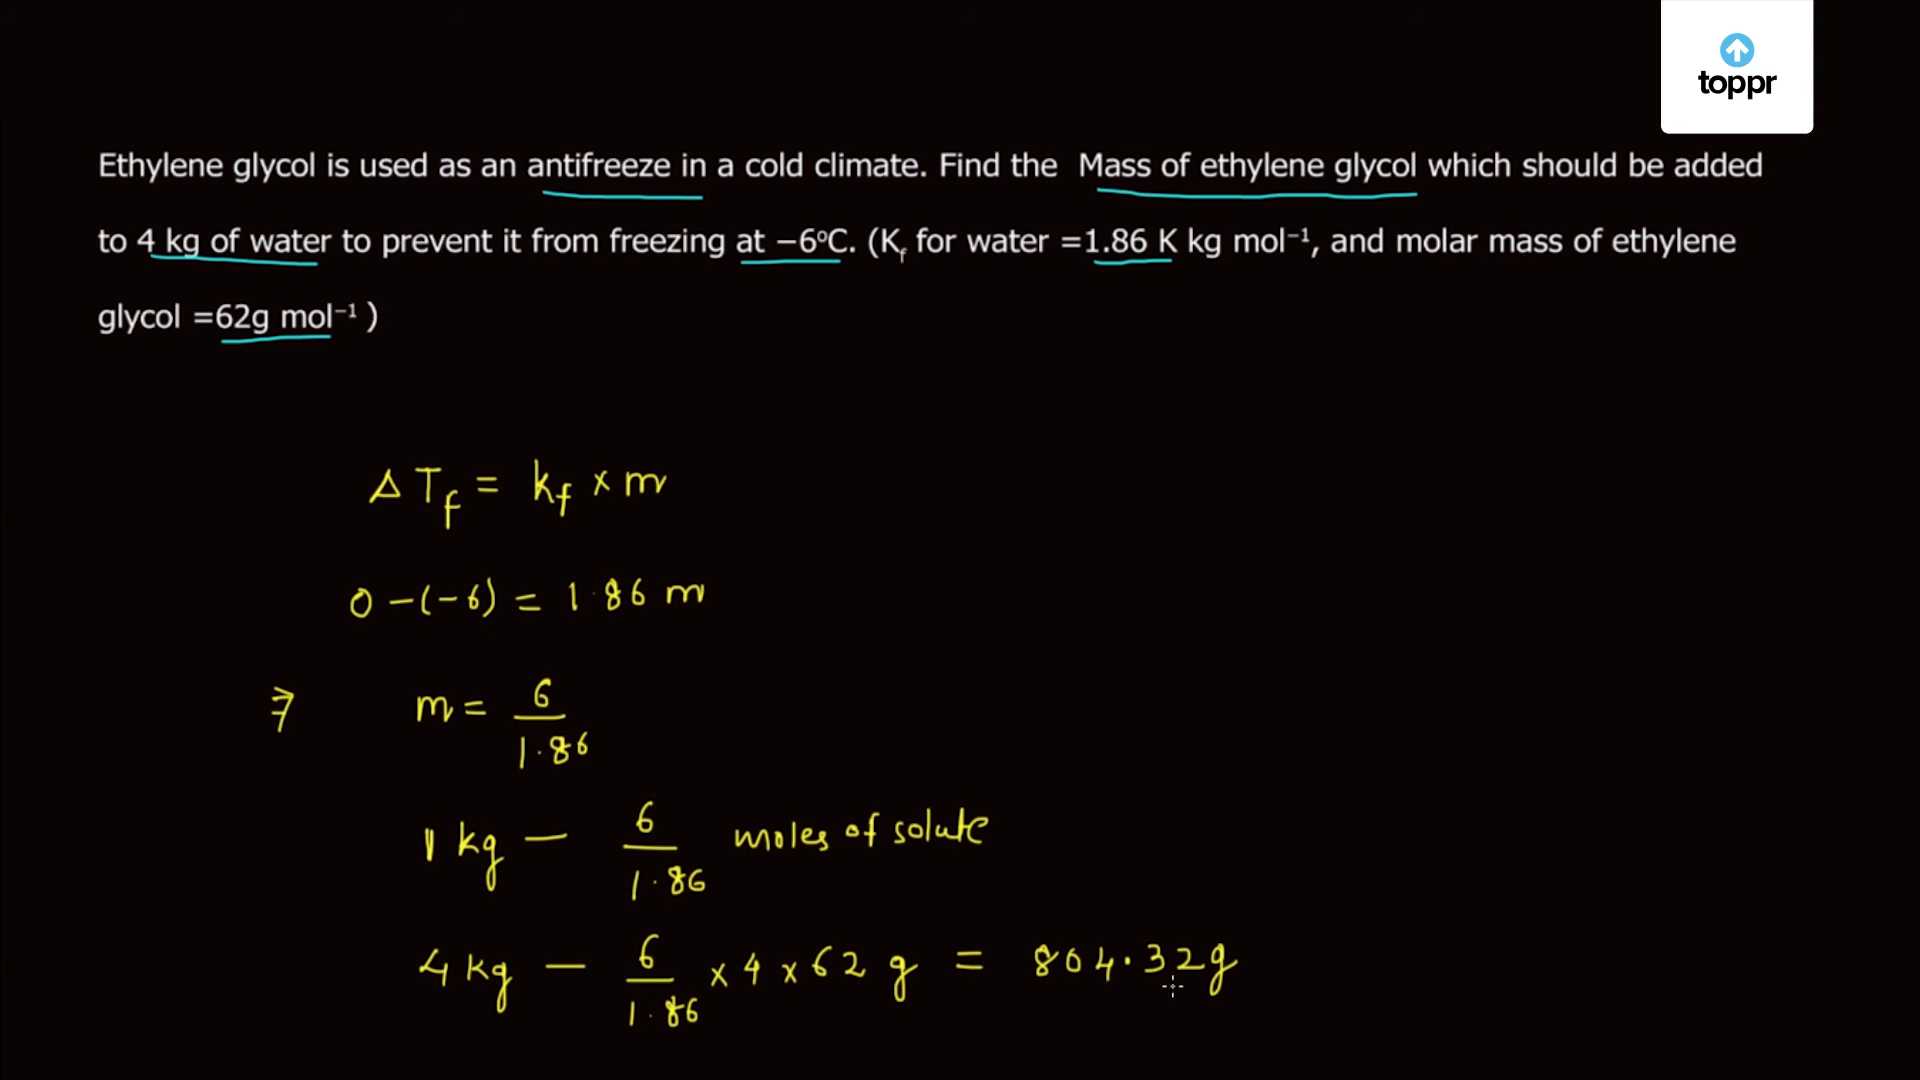 toppr
Ethylene glycol is used as an antifreeze in a cold climate. Find the Mass of ethylene glycol which should be added
to 4 kg of water to prevent it from freezing at −6°C. (Kf for water =1.86 K kg mol⁻¹, and molar mass of ethylene
glycol =62g mol⁻¹ )
ΔTf = kf × m
0 −(−6) = 1.86 m
⇒ m = 6/1.86
1 kg — 6/1.86 moles of solute
4 kg — 6/1.86 × 4 × 62 g = 804.32g